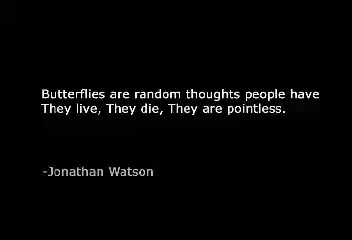 Butterflies are random thoughts people have
They live, They die, They are pointless.
-Jonathan Watson